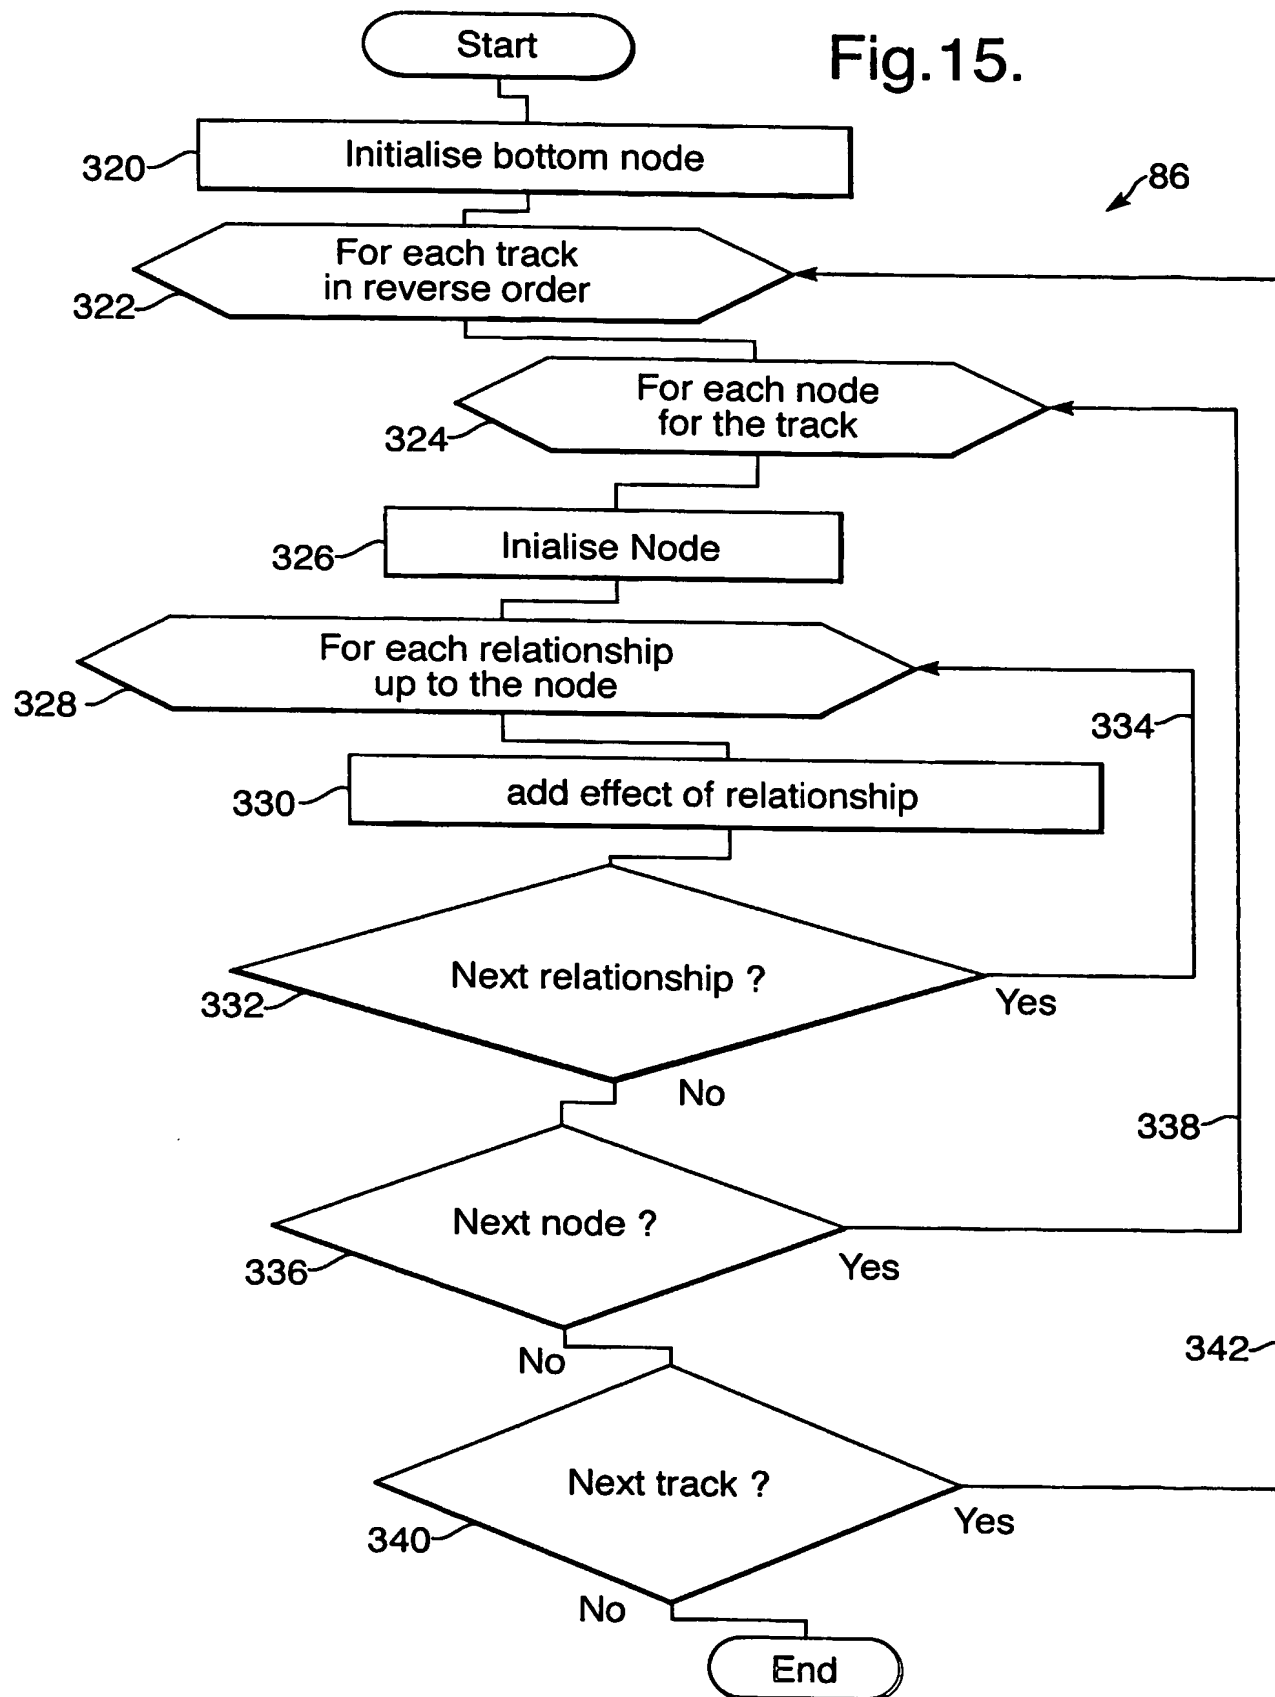 Start
Fig.15.
320
Initialise bottom node
86
For each track
in reverse order
322
For each node
for the track
324
326
Inialise Node
For each relationship
up to the node
328
334
330
add effect of relationship
Next relationship ?
332
Yes
No
338
Next node ?
336
Yes
No
342
Next track ?
340
Yes
No
End